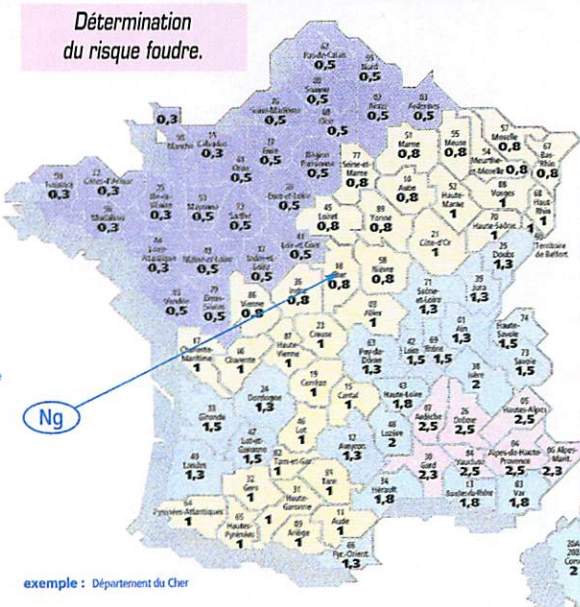 Détermination
du risque foudre.
62
Pas-de-Calais
0,5
59
Nord
0,5
80
Somme
0,5
76
Seine-Maritime
0,5
02
Aisne
0,5
08
Ardennes
0,5
60
Oise
0,5
0,3
50
Manche
14
Calvados
0,3
27
Eure
0,5
61
Orne
0,5
Région
Parisienne
0,5
77
Seine-et-
Marne
0,8
51
Marne
0,8
55
Meuse
0,8
57
Moselle
0,8
54
Meurthe-
et-Moselle
0,8
67
Bas-
Rhin
0,8
29
Finistère
0,3
22
Côtes-d'Armor
0,3
56
Morbihan
0,3
35
Ille-et-
Vilaine
0,3
53
Mayenne
0,5
72
Sarthe
0,5
28
Eure-et-Loire
0,5
10
Aube
0,8
52
Haute-
Marne
1
88
Vosges
1
68
Haut-
Rhin
1
45
Loiret
0,8
89
Yonne
0,8
21
Côte-d'Or
1
70
Haute-Saône
1
1
90
Territoire
de Belfort
44
Loire-
Atlantique
0,3
49
Maine-et-Loire
0,5
37
Indre-et-
Loire
0,5
41
Loir-et-Cher
0,5
18
Cher
0,8
58
Nièvre
0,8
25
Doubs
1,3
39
Jura
1,3
71
Saône-
et-Loire
1,3
85
Vendée
0,5
79
Deux-
Sèvres
0,5
86
Vienne
0,8
36
Indre
0,8
03
Allier
1
01
Ain
1,3
74
Haute-
Savoie
1,5
17
Charente-
Maritime
1
16
Charente
1
87
Haute-
Vienne
1
23
Creuse
1
63
Puy-de-
Dôme
1,3
42
Loire
1,5
69
Rhône
1,5
73
Savoie
1,5
38
Isère
2
Ng
24
Dordogne
1,3
19
Corrèze
1
15
Cantal
1
43
Haute-Loire
1,8
33
Gironde
1,5
47
Lot-et-
Garonne
1,5
46
Lot
1
12
Aveyron
1,3
48
Lozère
2
07
Ardèche
2,5
26
Drôme
2,5
05
Hautes-Alpes
2,5
40
Landes
1,3
82
Tarn-et-Gar.
1
81
Tarn
1
30
Gard
2,3
84
Vaucluse
2,5
04
Alpes-de-Haute-
Provence
2,5
06 Alpes-
Marit.
2,3
32
Gers
1
31
Haute-
Garonne
1
34
Hérault
1,8
13
Bouches-du-Rhône
1,8
83
Var
1,8
64
Pyrénées-Atlantiques
1
65
Hautes-
Pyrénées
1
09
Ariège
1
11
Aude
1
66
Pyr.-Orient.
1,3
20A
20B
2
exemple : Département du Cher